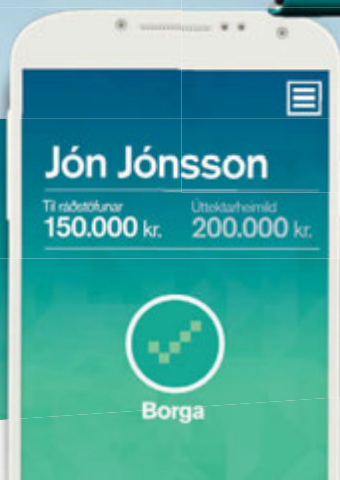 Jón Jónsson
Til ráðstöfunar Úttektarheimild
150.000 kr. 200.000 kr.
Borga